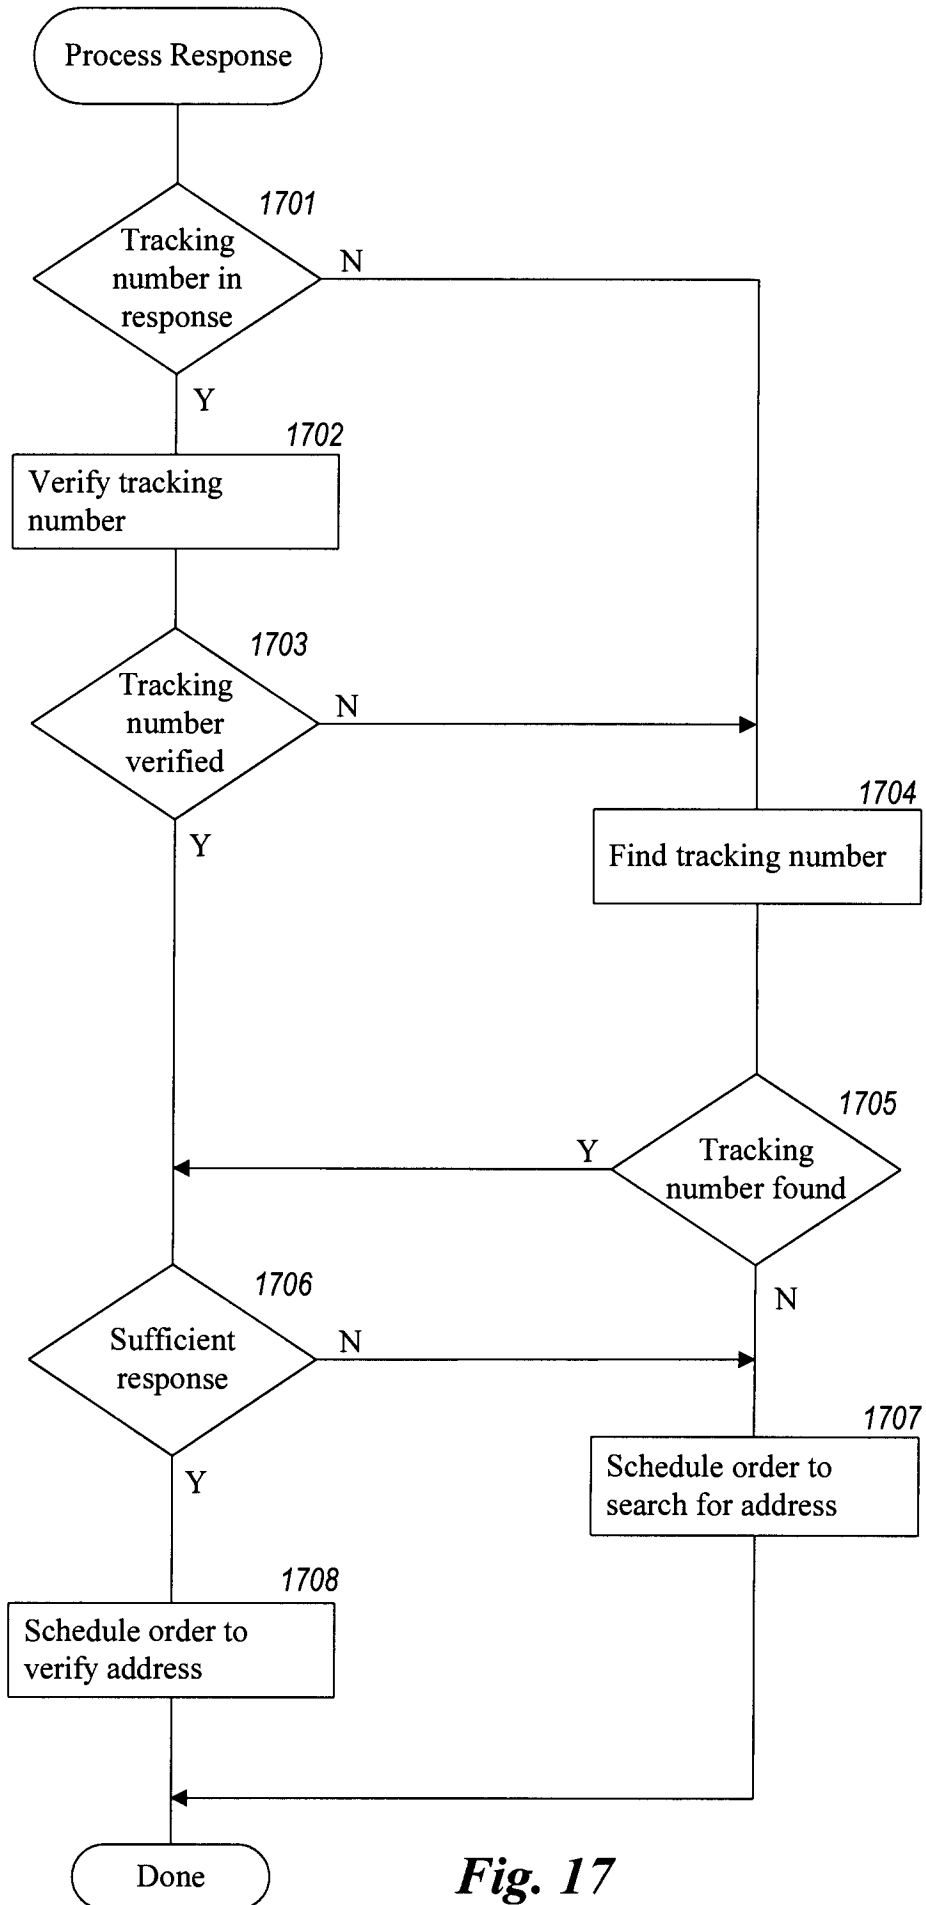 Process Response
1701
Tracking
number in
response
N
Y
1702
Verify tracking
number
1703
Tracking
number
verified
N
Y
1704
Find tracking number
1705
Tracking
number found
Y
N
1706
Sufficient
response
N
Y
1707
Schedule order to
search for address
1708
Schedule order to
verify address
Done
Fig. 17